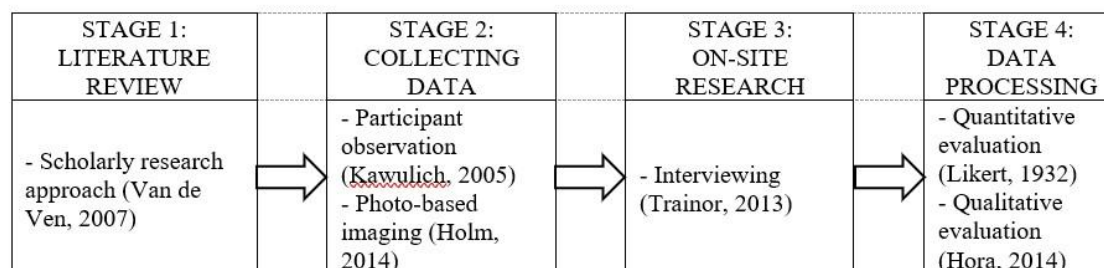 STAGE 1:
LITERATURE
REVIEW
- Scholarly research
approach (Van de
Ven, 2007)
STAGE 2:
COLLECTING
DATA
- Participant
observation
(Kawulich, 2005)
- Photo-based
imaging (Holm,
2014)
STAGE 3:
ON-SITE
RESEARCH
- Interviewing
(Trainor, 2013)
STAGE 4:
DATA
PROCESSING
- Quantitative
evaluation
(Likert, 1932)
- Qualitative
evaluation
(Hora, 2014)